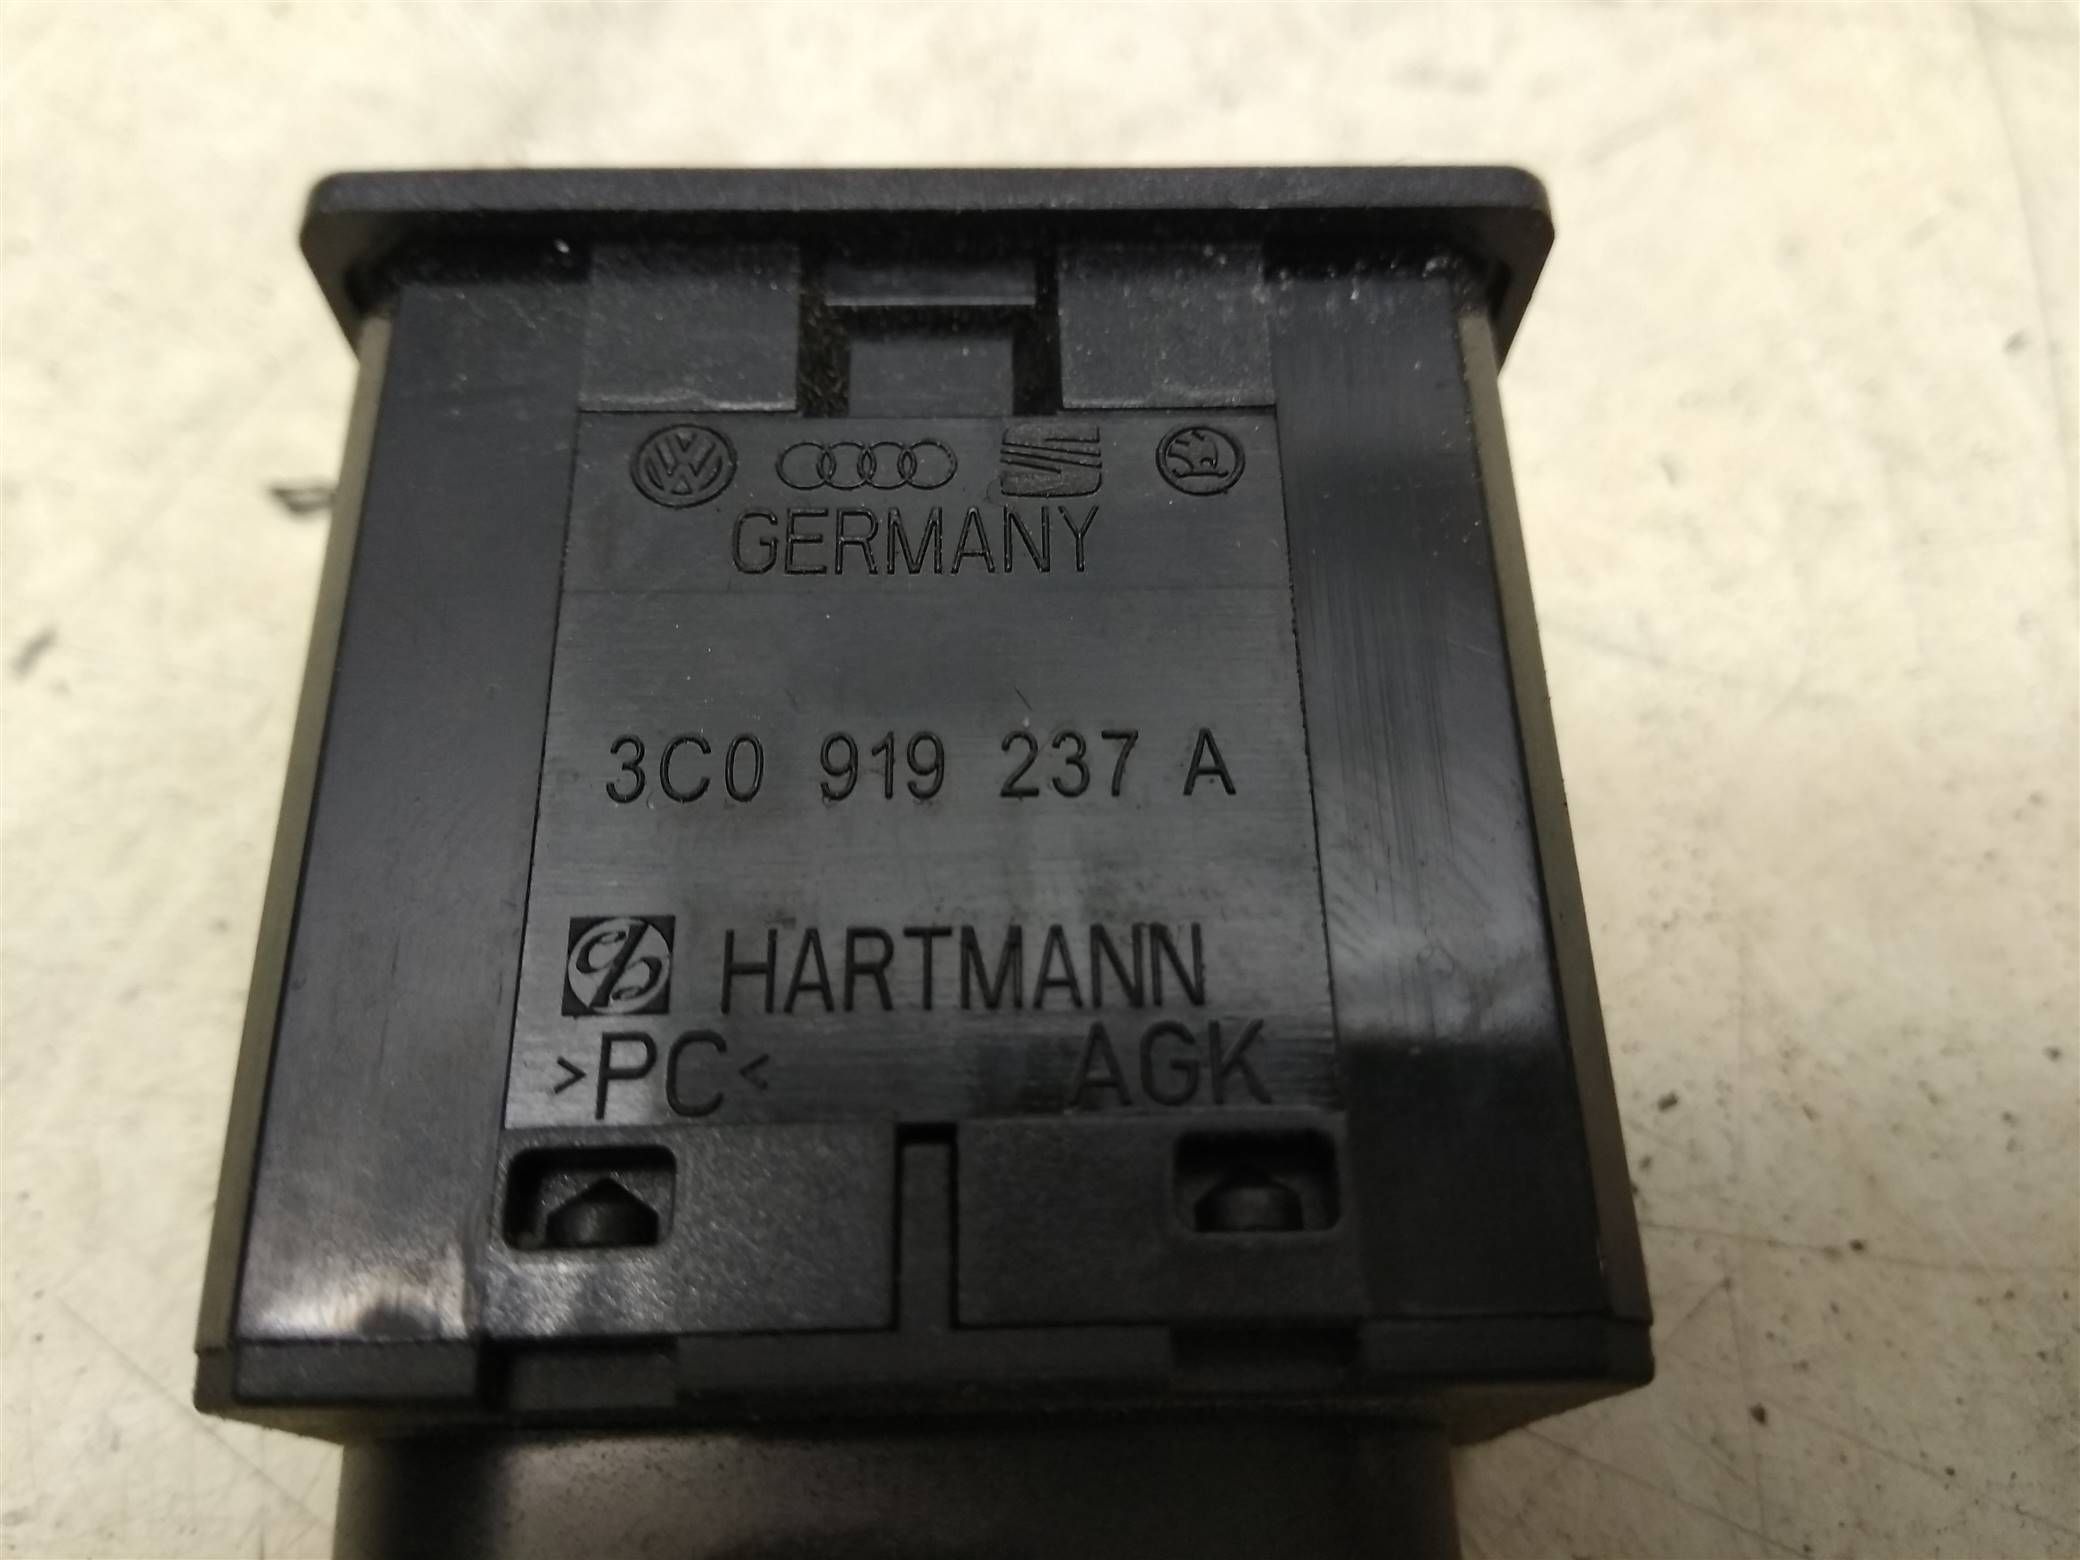 GERMANY
3C0 919 237 A
HARTMANN
>PC< AGK